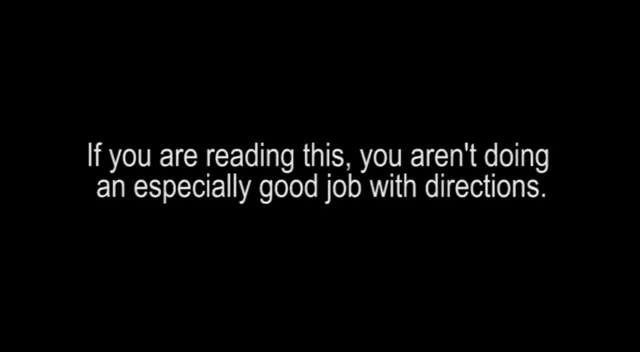 If you are reading this, you aren't doing
an especially good job with directions.